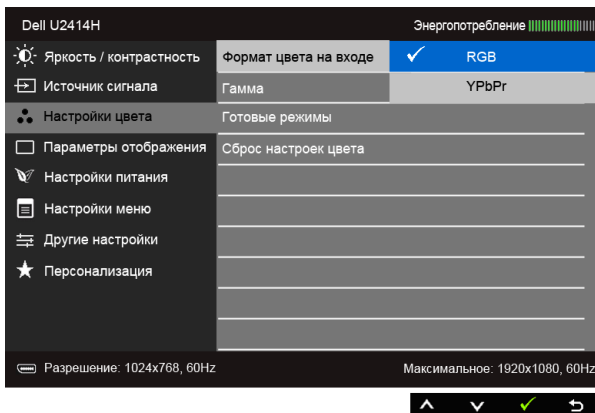 Dell U2414H Энергопотребление
Яркость / контрастность Формат цвета на входе RGB
Источник сигнала Гамма YPbPr
Настройки цвета Готовые режимы
Параметры отображения Сброс настроек цвета
Настройки питания
Настройки меню
Другие настройки
Персонализация
Разрешение: 1024x768, 60Hz Максимальное: 1920x1080, 60Hz